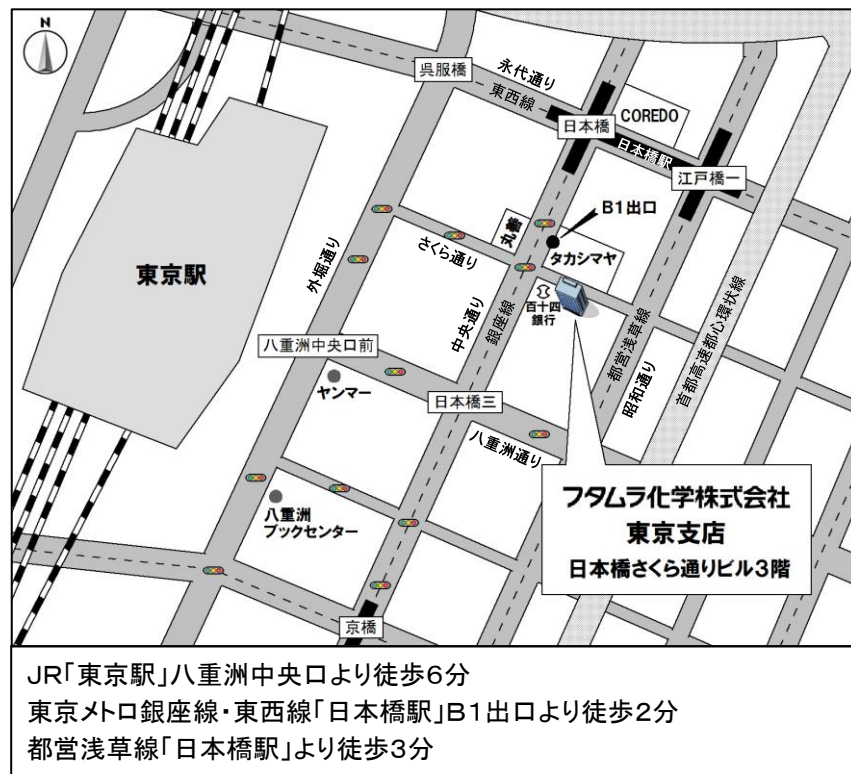 N
呉服橋
永代通り
東西線
日本橋
COREDO
日本橋駅
江戸橋一
B1出口
丸善
タカシマヤ
さくら通り
外堀通り
東京駅
百十四
銀行
中央通り
銀座線
都営浅草線
昭和通り
首都高速都心環状線
八重洲中央口前
ヤンマー
日本橋三
八重洲通り
八重洲
ブックセンター
京橋
フタムラ化学株式会社
東京支店
日本橋さくら通りビル3階
JR「東京駅」八重洲中央口より徒歩6分
東京メトロ銀座線・東西線「日本橋駅」B1出口より徒歩2分
都営浅草線「日本橋駅」より徒歩3分